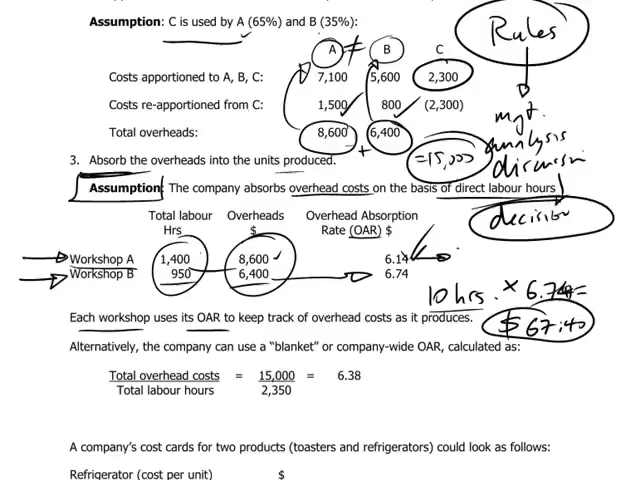 Assumption: C is used by A (65%) and B (35%):
Rules
A ≠ B C
Costs apportioned to A, B, C: 7,100 5,600 2,300
Costs re-apportioned from C: 1,500 800 (2,300)
mgt.
analysis
Total overheads: 8,600 + 6,400 =15,000
discussion
3. Absorb the overheads into the units produced.
Assumption: The company absorbs overhead costs on the basis of direct labour hours
decision
Total labour Overheads Overhead Absorption
Hrs $ Rate (OAR) $
Workshop A 1,400 8,600 6.14
Workshop B 950 6,400 6.74
10 hrs. × 6.74=
Each workshop uses its OAR to keep track of overhead costs as it produces.
$ 67.40
Alternatively, the company can use a “blanket” or company-wide OAR, calculated as:
Total overhead costs = 15,000 = 6.38
Total labour hours 2,350
A company’s cost cards for two products (toasters and refrigerators) could look as follows:
Refrigerator (cost per unit) $